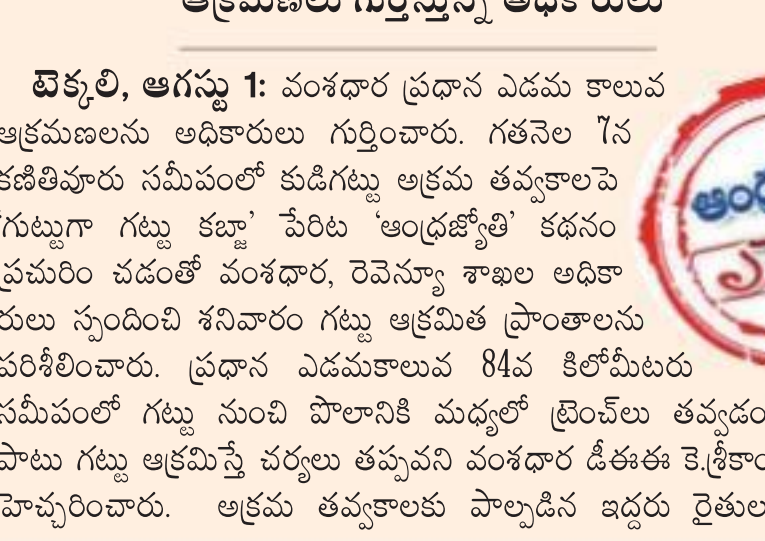 ఆక్రమణలు గుర్తిస్తున్న అధికారులు
టెక్కలి, ఆగస్టు 1: వంశధార ప్రధాన ఎడమ కాలువ
ఆక్రమణలను అధికారులు గుర్తించారు. గతనెల 7న
కణితివూరు సమీపంలో కుడిగట్టు అక్రమ తవ్వకాలపె
'గుట్టుగా గట్టు కబ్జా' పేరిట 'ఆంధ్రజ్యోతి' కథనం
ప్రచురిం చడంతో వంశధార, రెవెన్యూ శాఖల అధికా
రులు స్పందించి శనివారం గట్టు ఆక్రమిత ప్రాంతాలను
పరిశీలించారు. ప్రధాన ఎడమకాలువ 84వ కిలోమీటరు
సమీపంలో గట్టు నుంచి పొలానికి మధ్యలో ట్రెంచ్‌లు తవ్వడం
పాటు గట్టు ఆక్రమిస్తే చర్యలు తప్పవని వంశధార డీఈఈ కె.శ్రీకాం
హెచ్చరించారు. అక్రమ తవ్వకాలకు పాల్పడిన ఇద్దరు రైతుల